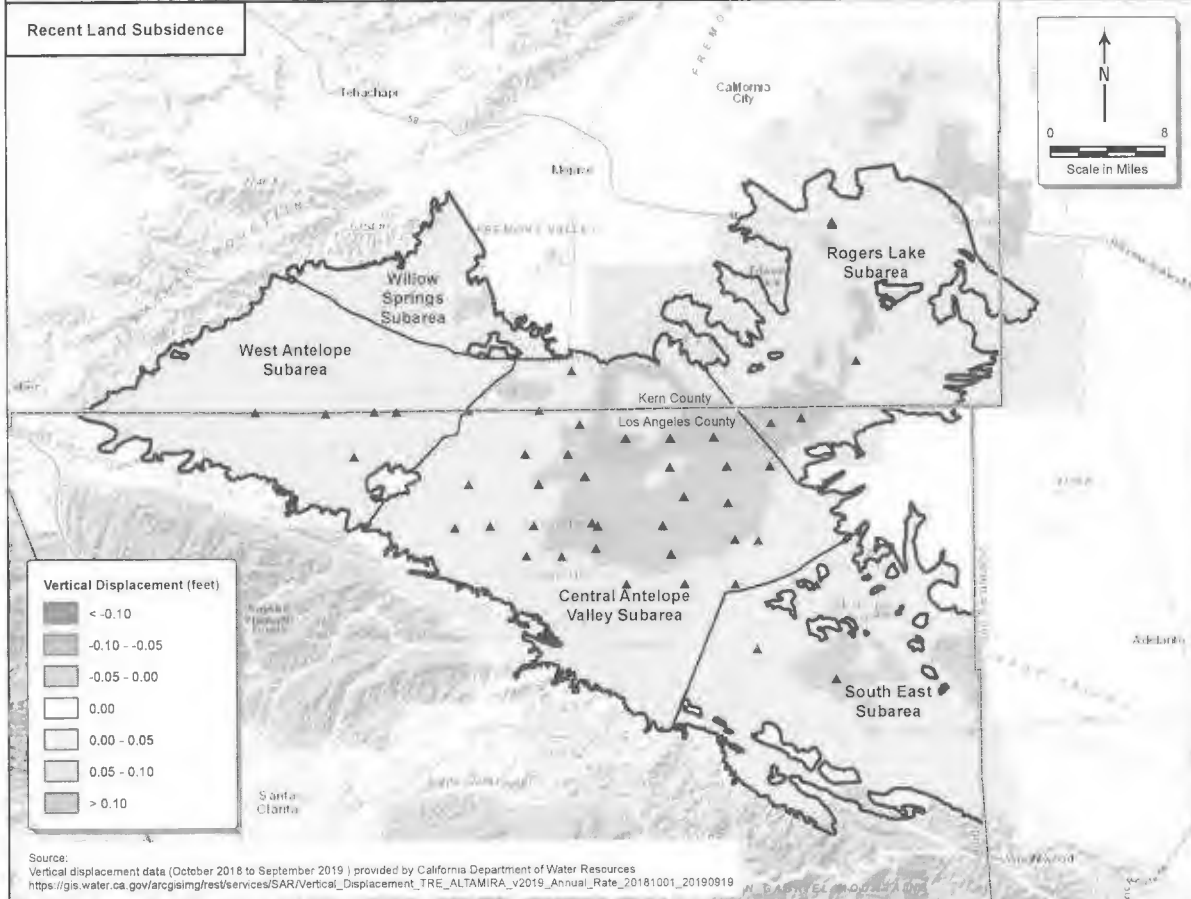 Recent Land Subsidence
N
0 8
Scale in Miles
Tehachapi
58
California
City
FREMONT VALLEY
Rogers Lake
Subarea
Willow
Springs
Subarea
West Antelope
Subarea
Kern County
Los Angeles County
Central Antelope
Valley Subarea
South East
Subarea
Adelanto
Santa
Clarita
Vertical Displacement (feet)
< -0.10
-0.10 - -0.05
-0.05 - 0.00
0.00
0.00 - 0.05
0.05 - 0.10
> 0.10
Source:
Vertical displacement data (October 2018 to September 2019 ) provided by California Department of Water Resources
https://gis.water.ca.gov/arcgisimg/rest/services/SAR/Vertical_Displacement_TRE_ALTAMIRA_v2019_Annual_Rate_20181001_20190919